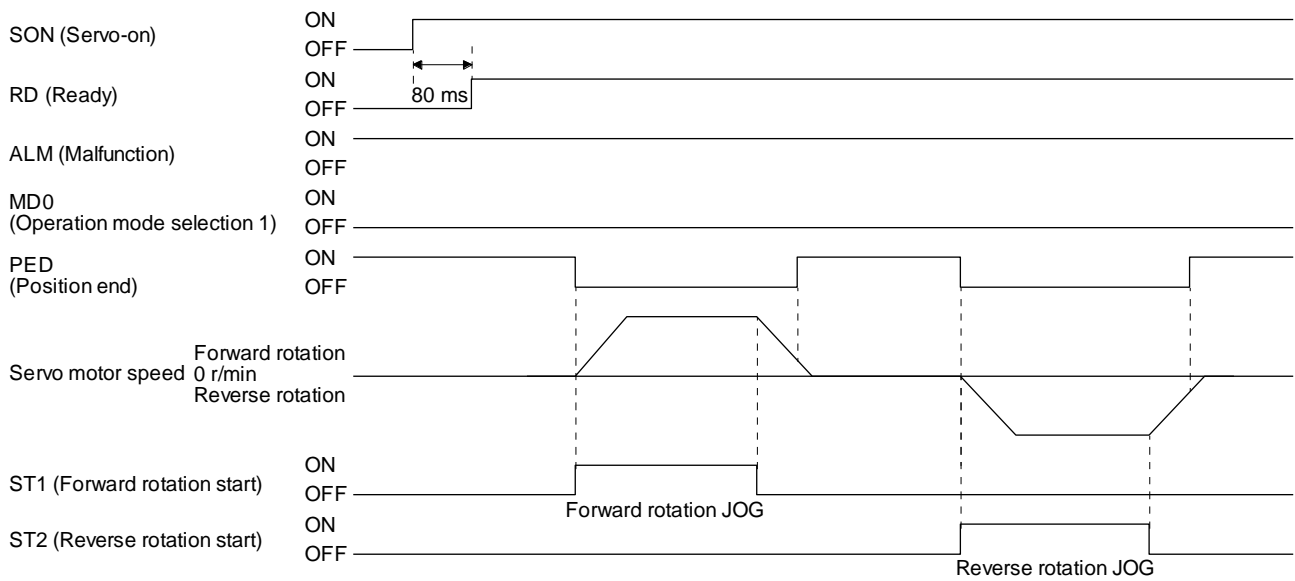 SON (Servo-on)
ON
OFF
RD (Ready)
ON
OFF
80 ms
ALM (Malfunction)
ON
OFF
MD0
(Operation mode selection 1)
ON
OFF
PED
(Position end)
ON
OFF
Servo motor speed
Forward rotation
0 r/min
Reverse rotation
ST1 (Forward rotation start)
ON
OFF
Forward rotation JOG
ST2 (Reverse rotation start)
ON
OFF
Reverse rotation JOG